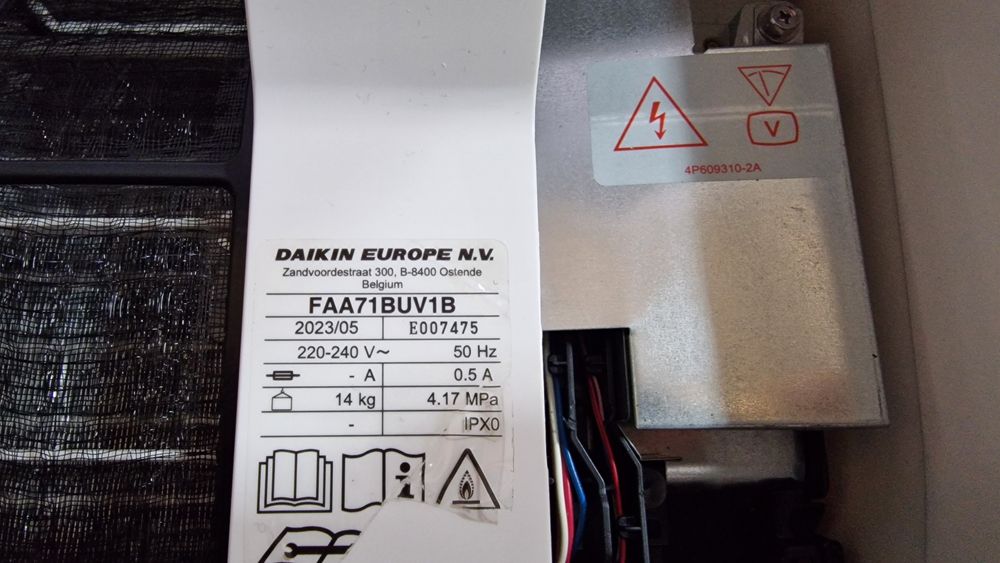 DAIKIN EUROPE N.V.
Zandvoordestraat 300, B-8400 Ostende
Belgium
FAA71BUV1B
2023/05 E007475
220-240 V~ 50 Hz
- A 0.5 A
14 kg 4.17 MPa
- IPX0
i
V
4P609310-2A